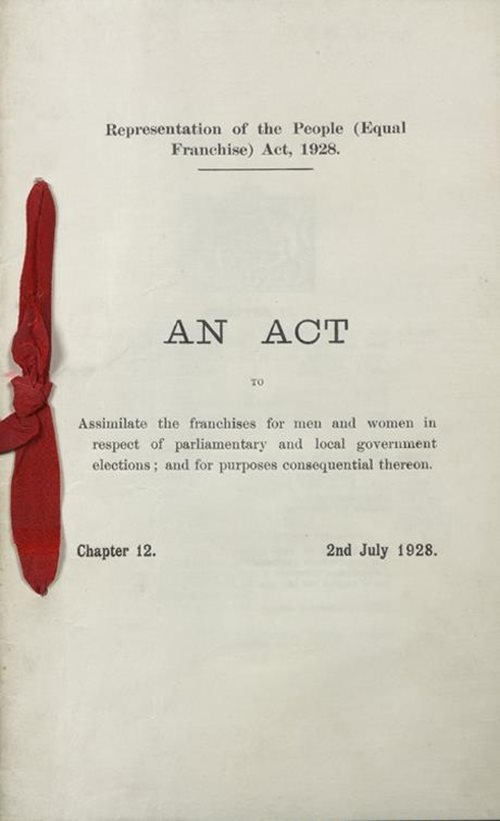 Representation of the People (Equal
Franchise) Act, 1928.
AN ACT
TO
Assimilate the franchises for men and women in
respect of parliamentary and local government
elections ; and for purposes consequential thereon.
Chapter 12. 2nd July 1928.